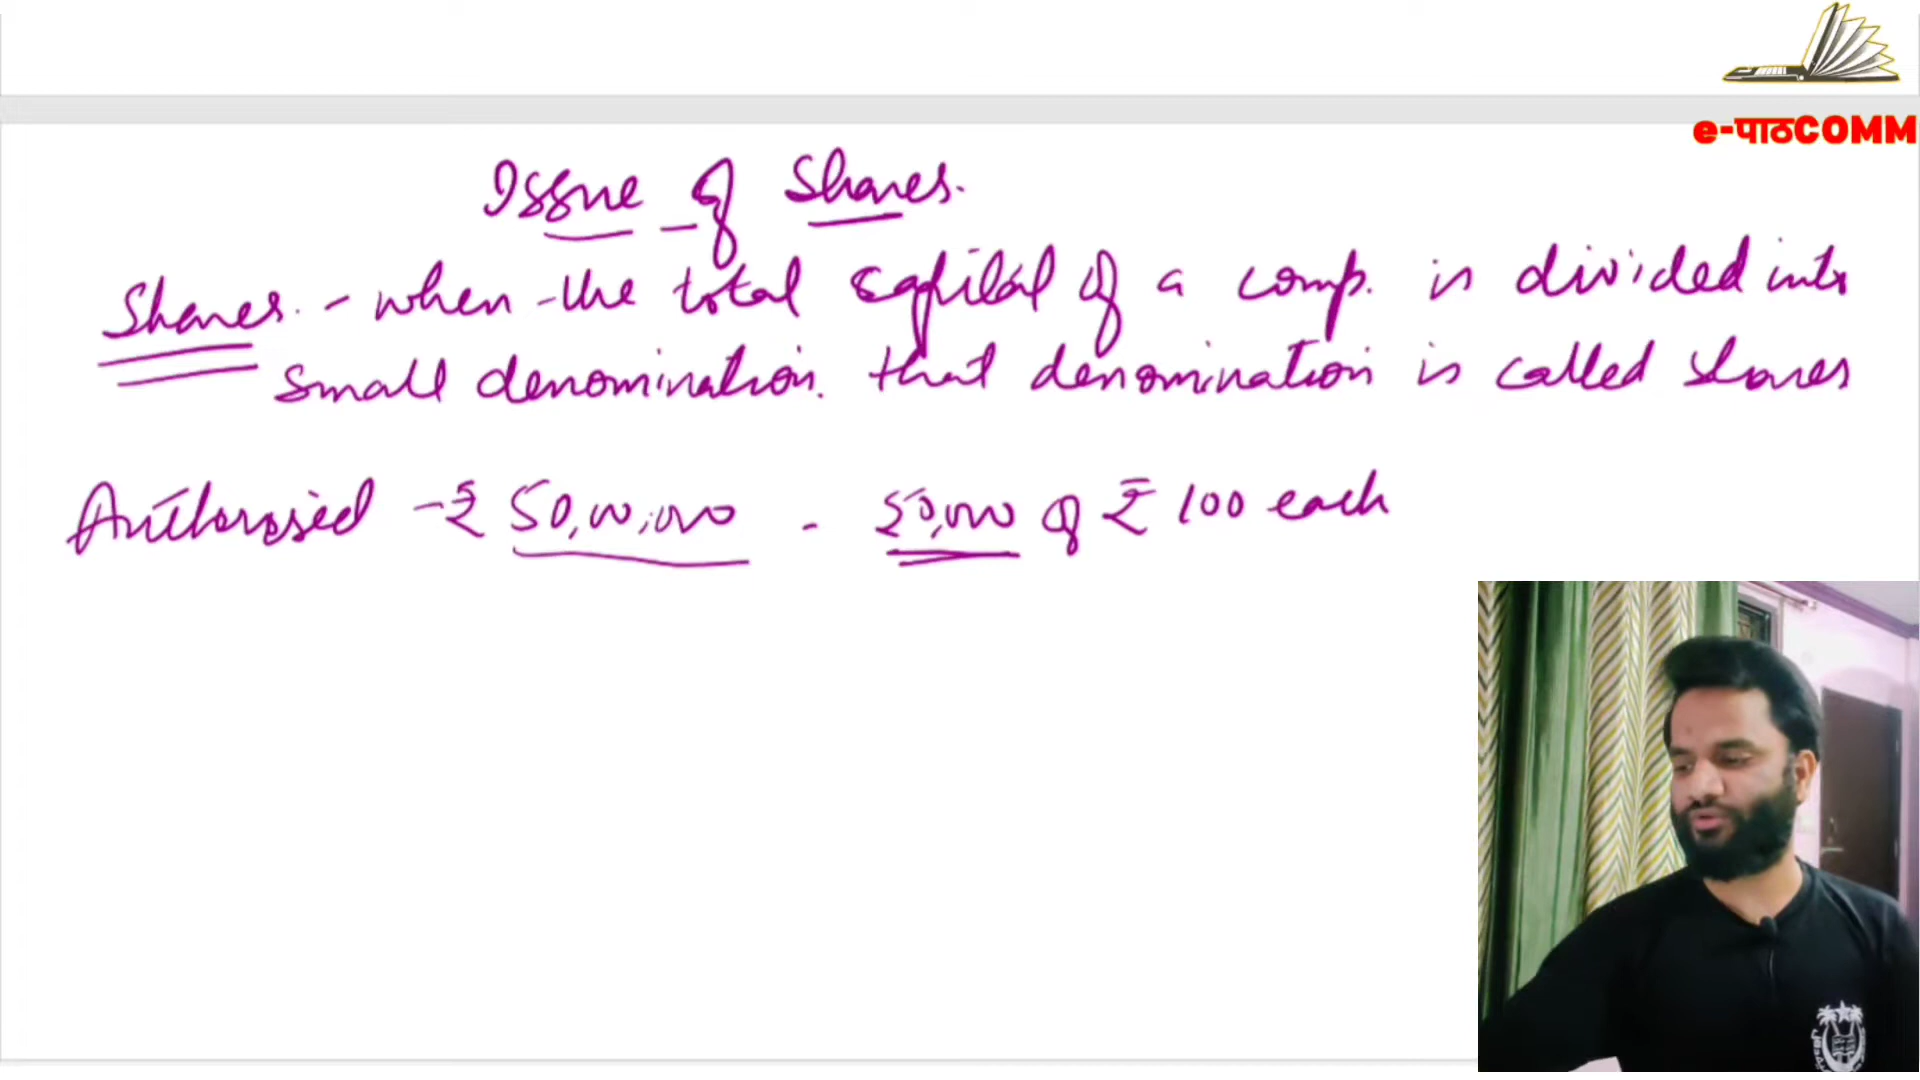 e-पाठCOMM
Issue of Shares.
Shares. - when the total capital of a comp. is divided into
small denomination. that denomination is called shares
Authorised - ₹ 50,00,000 - 50,000 of ₹ 100 each